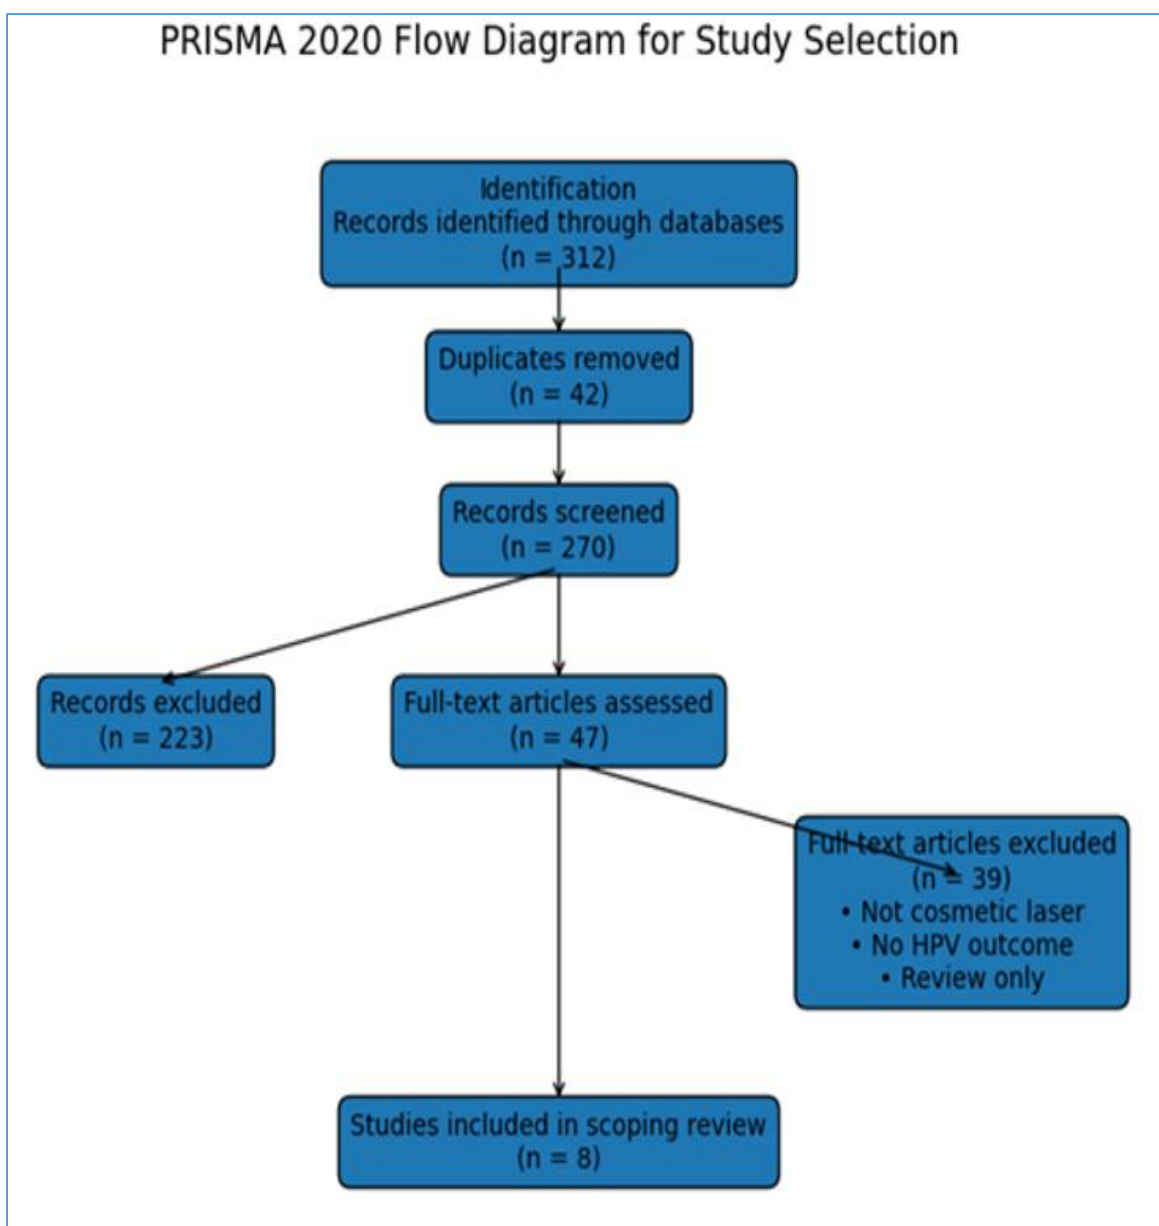 PRISMA 2020 Flow Diagram for Study Selection
Identification
Records identified through databases
(n = 312)
Duplicates removed
(n = 42)
Records screened
(n = 270)
Records excluded
(n = 223)
Full-text articles assessed
(n = 47)
Full-text articles excluded
(n = 39)
• Not cosmetic laser
• No HPV outcome
• Review only
Studies included in scoping review
(n = 8)